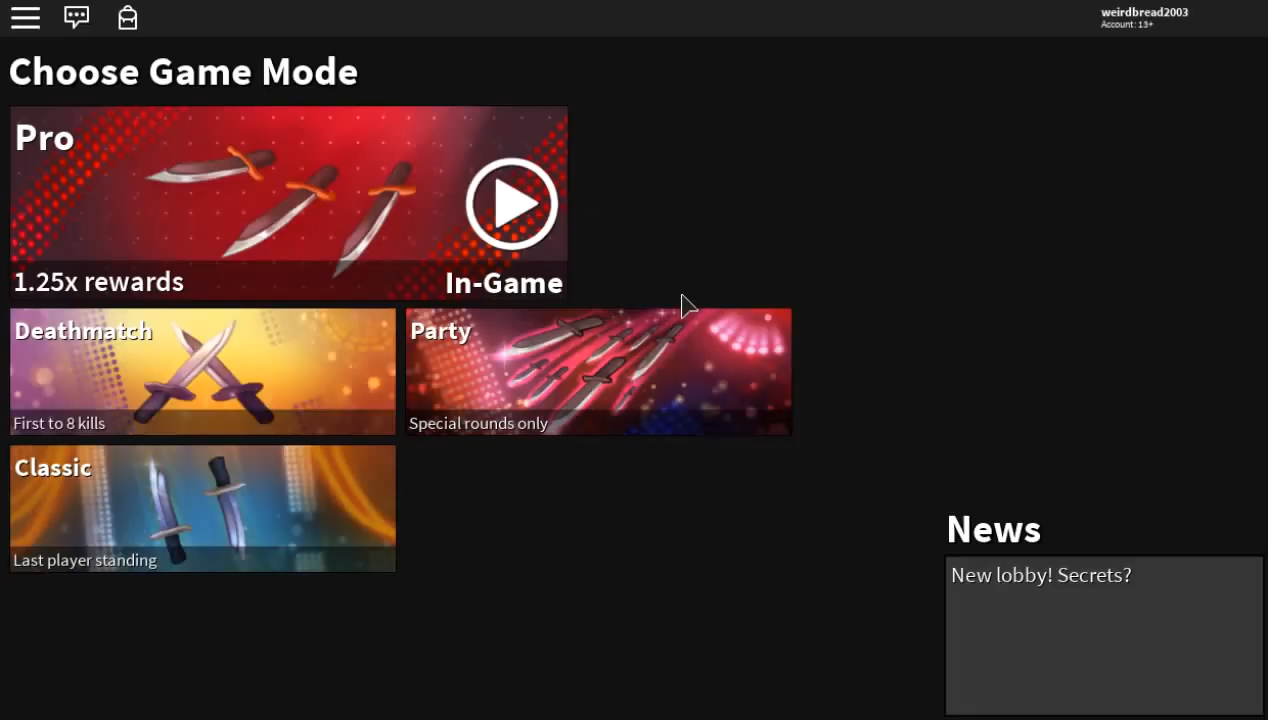 weirdbread2003
Account: 13+
Choose Game Mode
Pro
1.25x rewards
In-Game
Deathmatch
First to 8 kills
Party
Special rounds only
Classic
Last player standing
News
New lobby! Secrets?